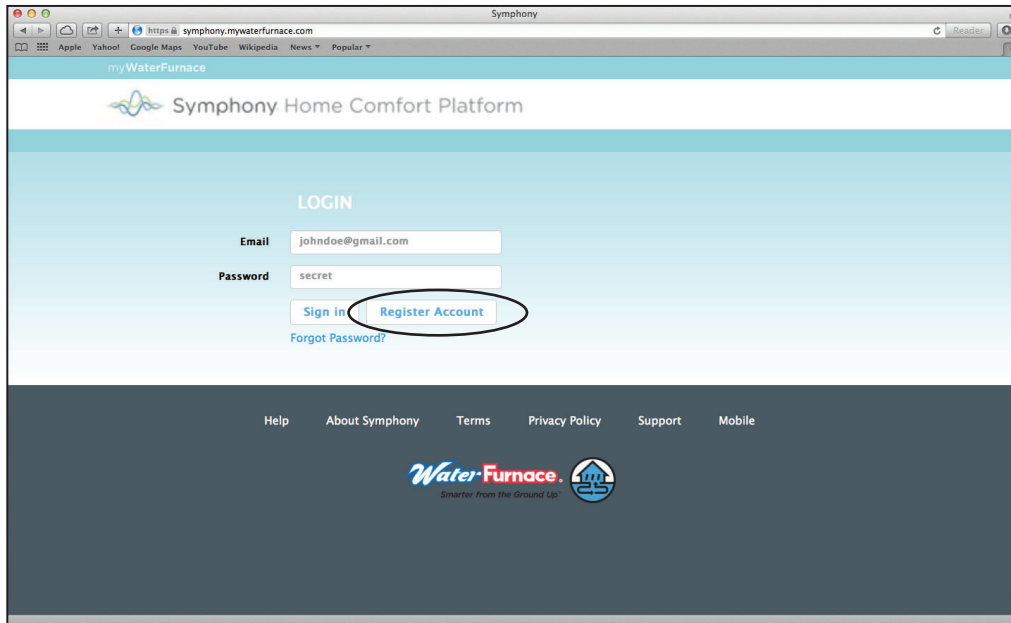 Symphony
https symphony.mywaterfurnace.com Reader
Apple Yahoo! Google Maps YouTube Wikipedia News Popular
myWaterFurnace
Symphony Home Comfort Platform
LOGIN
Email johndoe@gmail.com
Password secret
Sign in Register Account
Forgot Password?
Help About Symphony Terms Privacy Policy Support Mobile
WaterFurnace.
Smarter from the Ground Up™